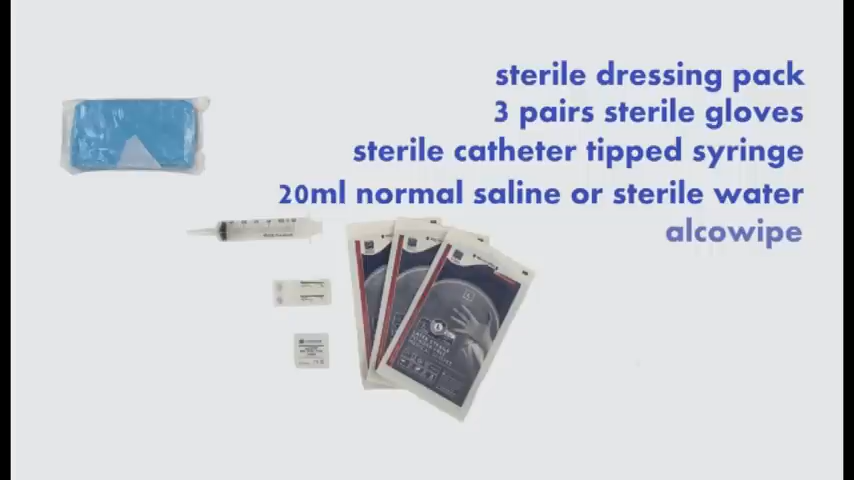 sterile dressing pack
3 pairs sterile gloves
sterile catheter tipped syringe
20ml normal saline or sterile water
alcowipe